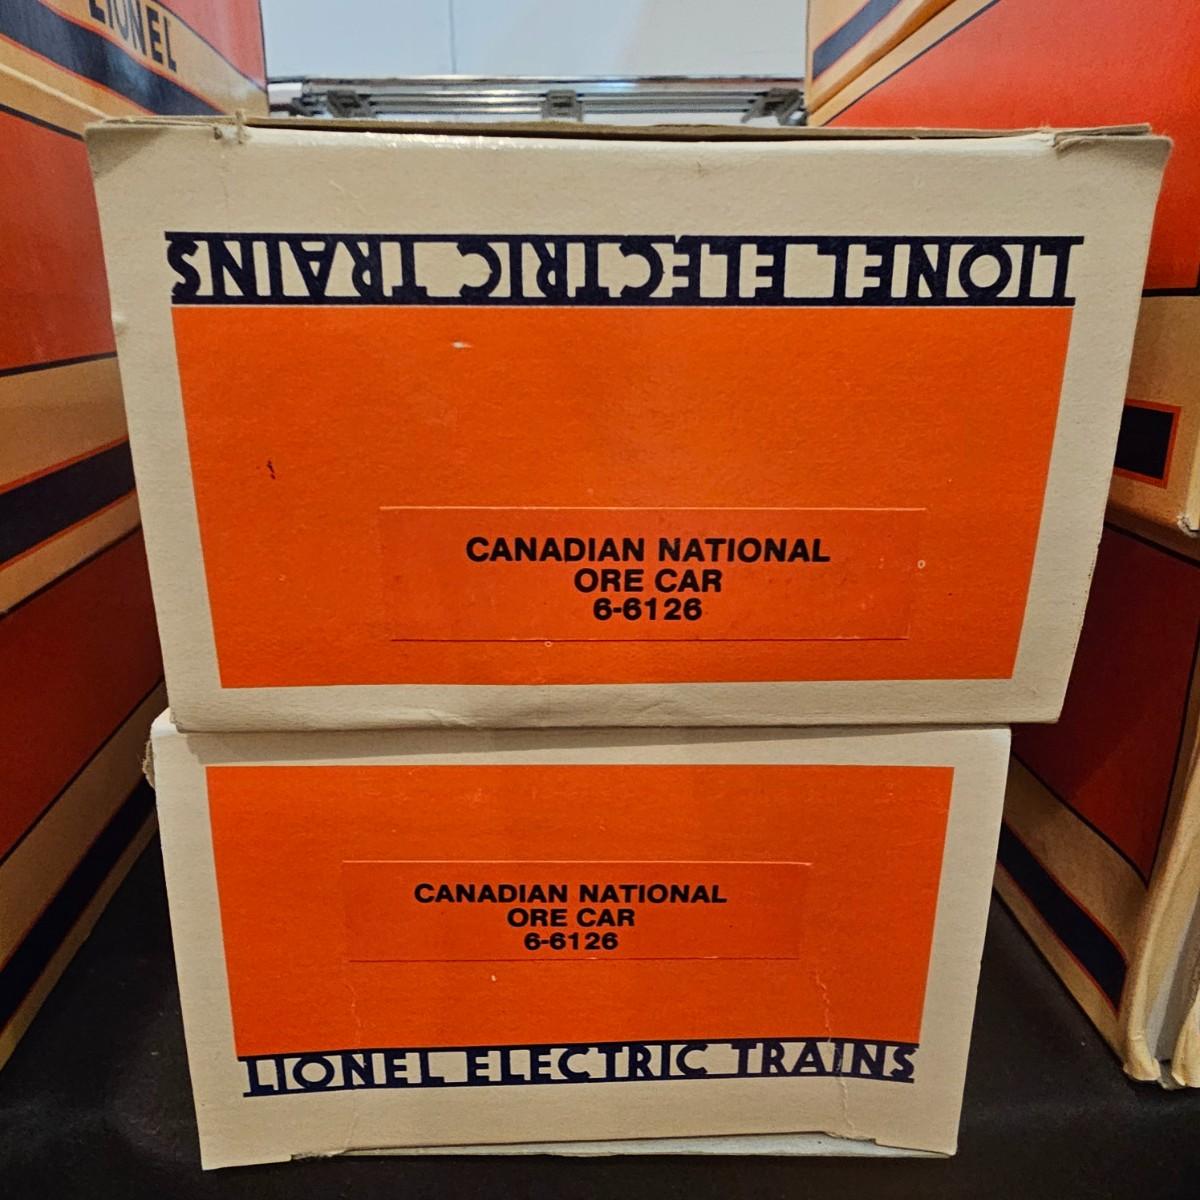 LIONEL
LIONEL ELECTRIC TRAINS
CANADIAN NATIONAL
ORE CAR
6-6126
CANADIAN NATIONAL
ORE CAR
6-6126
LIONEL ELECTRIC TRAINS